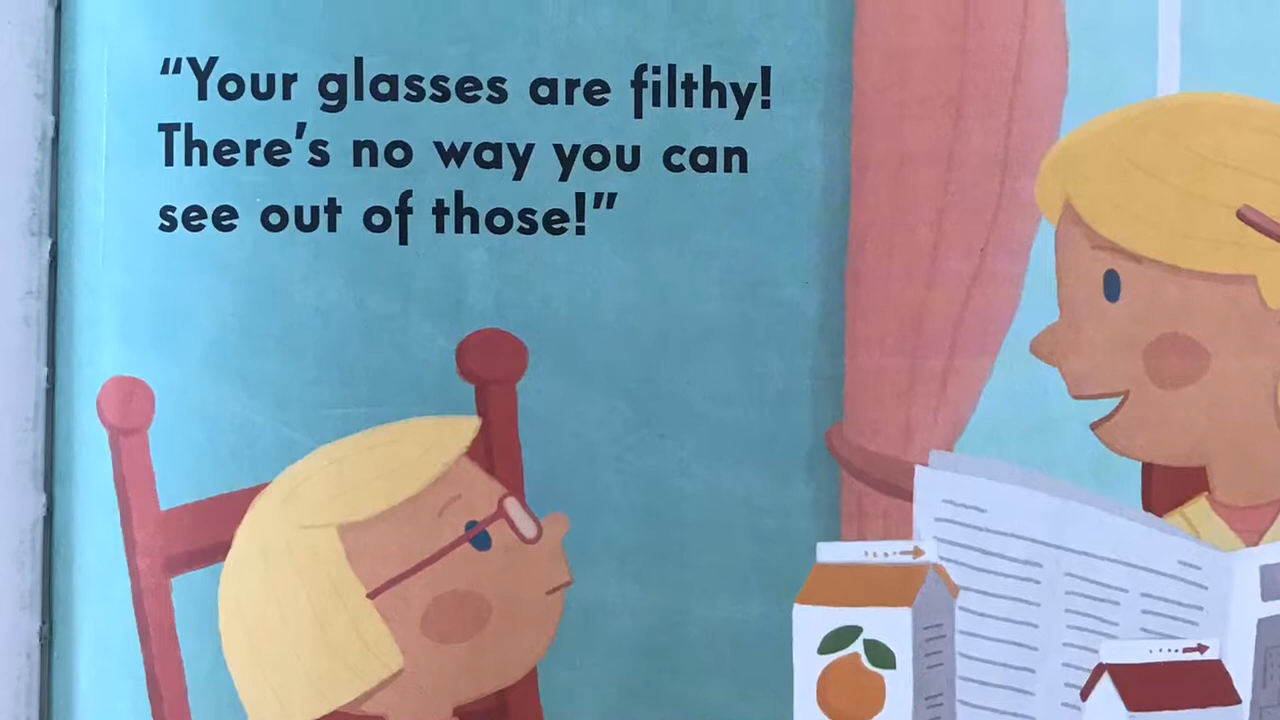 “Your glasses are filthy!
There’s no way you can
see out of those!”